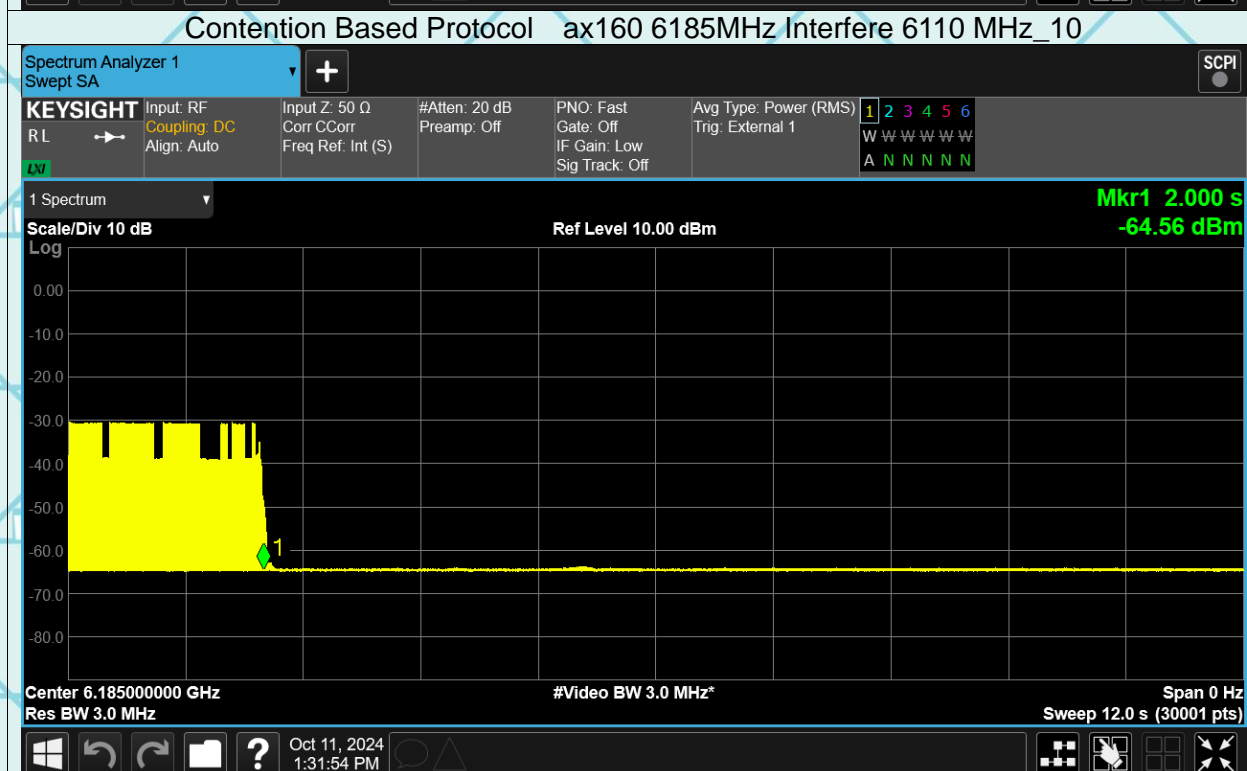 Contention Based Protocol ax160 6185MHz Interfere 6110 MHz_10
Spectrum Analyzer 1
Swept SA
+
SCPI
KEYSIGHT
RL
LXI
Input: RF
Coupling: DC
Align: Auto
Input Z: 50 Ω
Corr CCorr
Freq Ref: Int (S)
#Atten: 20 dB
Preamp: Off
PNO: Fast
Gate: Off
IF Gain: Low
Sig Track: Off
Avg Type: Power (RMS)
Trig: External 1
1 2 3 4 5 6
W W W W W W
A N N N N N
1 Spectrum
Mkr1 2.000 s
-64.56 dBm
Scale/Div 10 dB
Ref Level 10.00 dBm
Log
0.00
-10.0
-20.0
-30.0
-40.0
-50.0
1
-60.0
-70.0
-80.0
Center 6.185000000 GHz
#Video BW 3.0 MHz*
Span 0 Hz
Res BW 3.0 MHz
Sweep 12.0 s (30001 pts)
?
Oct 11, 2024
1:31:54 PM